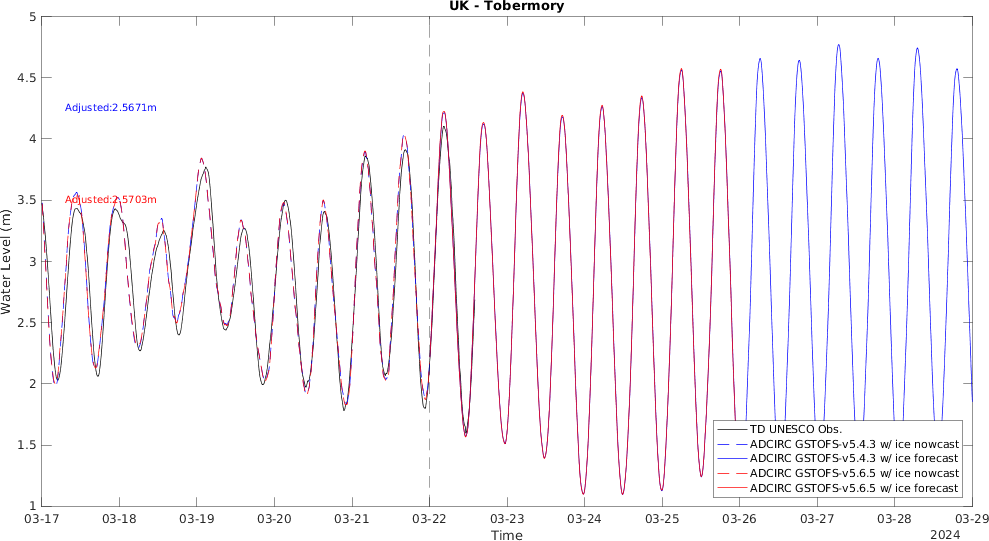 UK - Tobermory
5
4.5
4
3.5
3
2.5
2
1.5
1
Water Level (m)
Adjusted:2.5671m
Adjusted:2.5703m
TD UNESCO Obs.
ADCIRC GSTOFS-v5.4.3 w/ ice nowcast
ADCIRC GSTOFS-v5.4.3 w/ ice forecast
ADCIRC GSTOFS-v5.6.5 w/ ice nowcast
ADCIRC GSTOFS-v5.6.5 w/ ice forecast
03-17 03-18 03-19 03-20 03-21 03-22 03-23 03-24 03-25 03-26 03-27 03-28 03-29
Time
2024